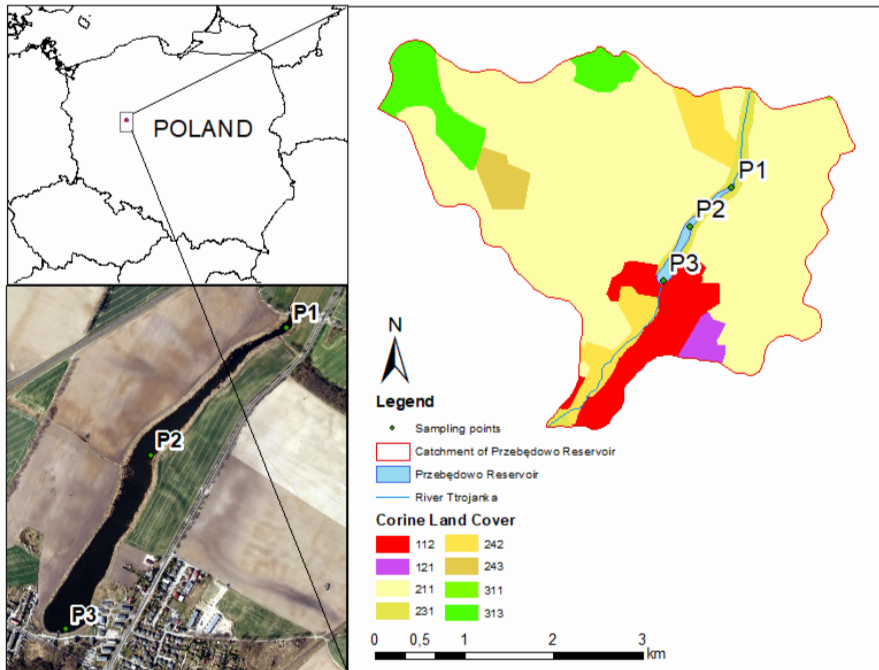 POLAND
P1
P2
P3
P1
P2
P3
N
Legend
Sampling points
Catchment of Przebędowo Reservoir
Przebędowo Reservoir
River Ttrojanka
Corine Land Cover
112 242
121 243
211 311
231 313
0 0,5 1 2 3
km